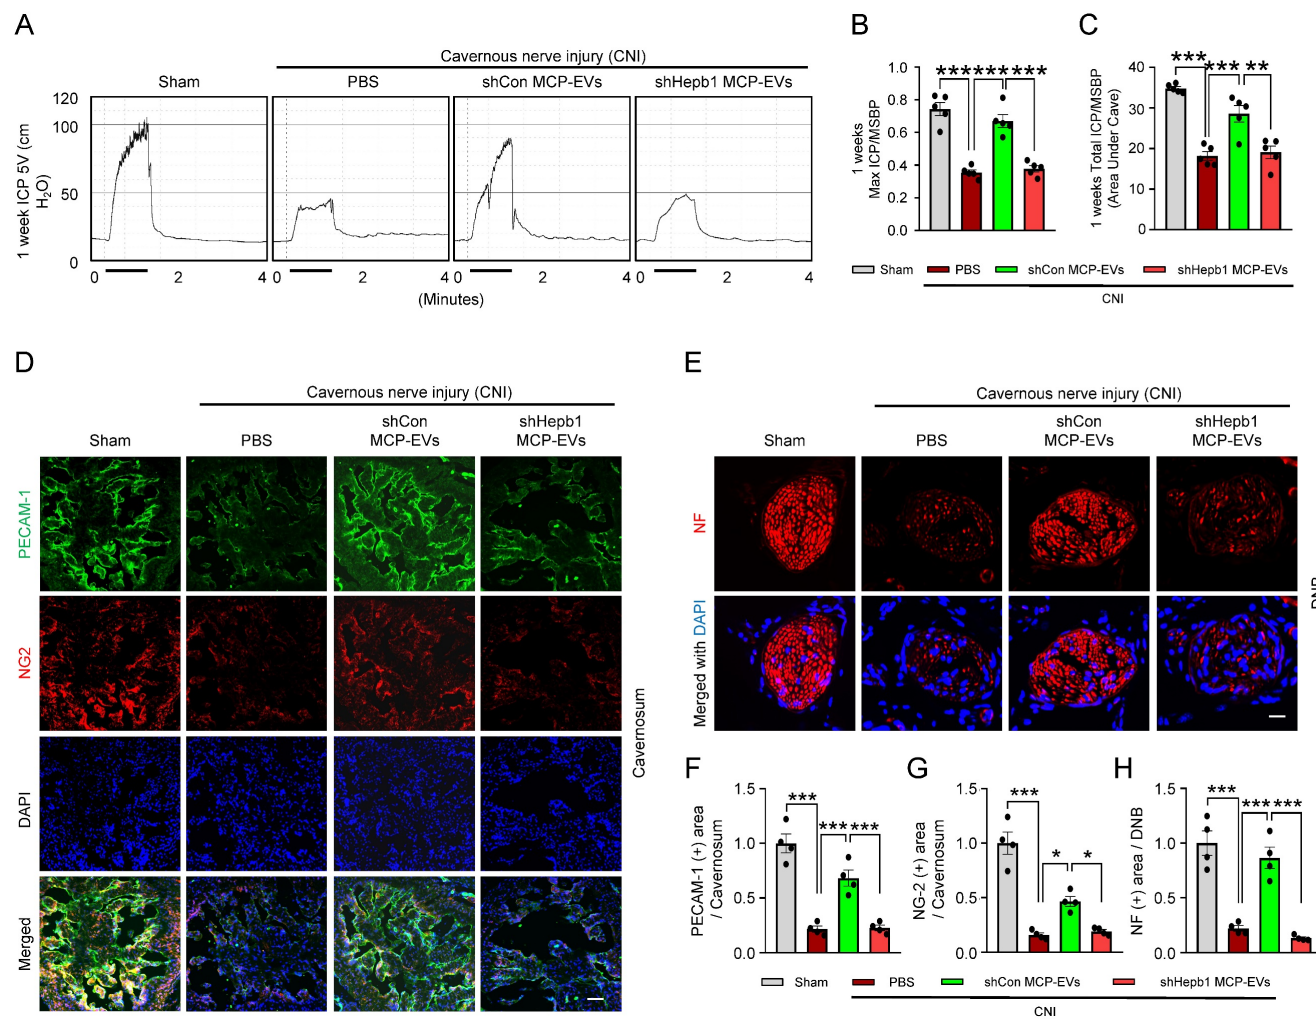 A
Cavernous nerve injury (CNI)
Sham
PBS
shCon MCP-EVs
shHepb1 MCP-EVs
1 week ICP 5V (cm
H2O)
120
100
50
0
0 2 4
0 2 4
0 2 4
0 2 4
(Minutes)
B
1 weeks
Max ICP/MSBP
1.0
0.8
0.6
0.4
0.2
0.0
*** *** ***
C
1 weeks Total ICP/MSBP
(Area Under Cave)
40
30
20
10
0
*** *** **
Sham
PBS
shCon MCP-EVs
shHepb1 MCP-EVs
CNI
D
Cavernous nerve injury (CNI)
Sham
PBS
shCon
MCP-EVs
shHepb1
MCP-EVs
PECAM-1
NG2
DAPI
Merged
Cavernosum
E
Cavernous nerve injury (CNI)
Sham
PBS
shCon
MCP-EVs
shHepb1
MCP-EVs
NF
Merged with DAPI
F
PECAM-1 (+) area
/ Cavernosum
1.5
1.0
0.5
0.0
*** *** ***
G
NG-2 (+) area
/ Cavernosum
1.5
1.0
0.5
0.0
*** * *
H
NF (+) area / DNB
1.5
1.0
0.5
0.0
*** *** ***
Sham
PBS
shCon MCP-EVs
shHepb1 MCP-EVs
CNI